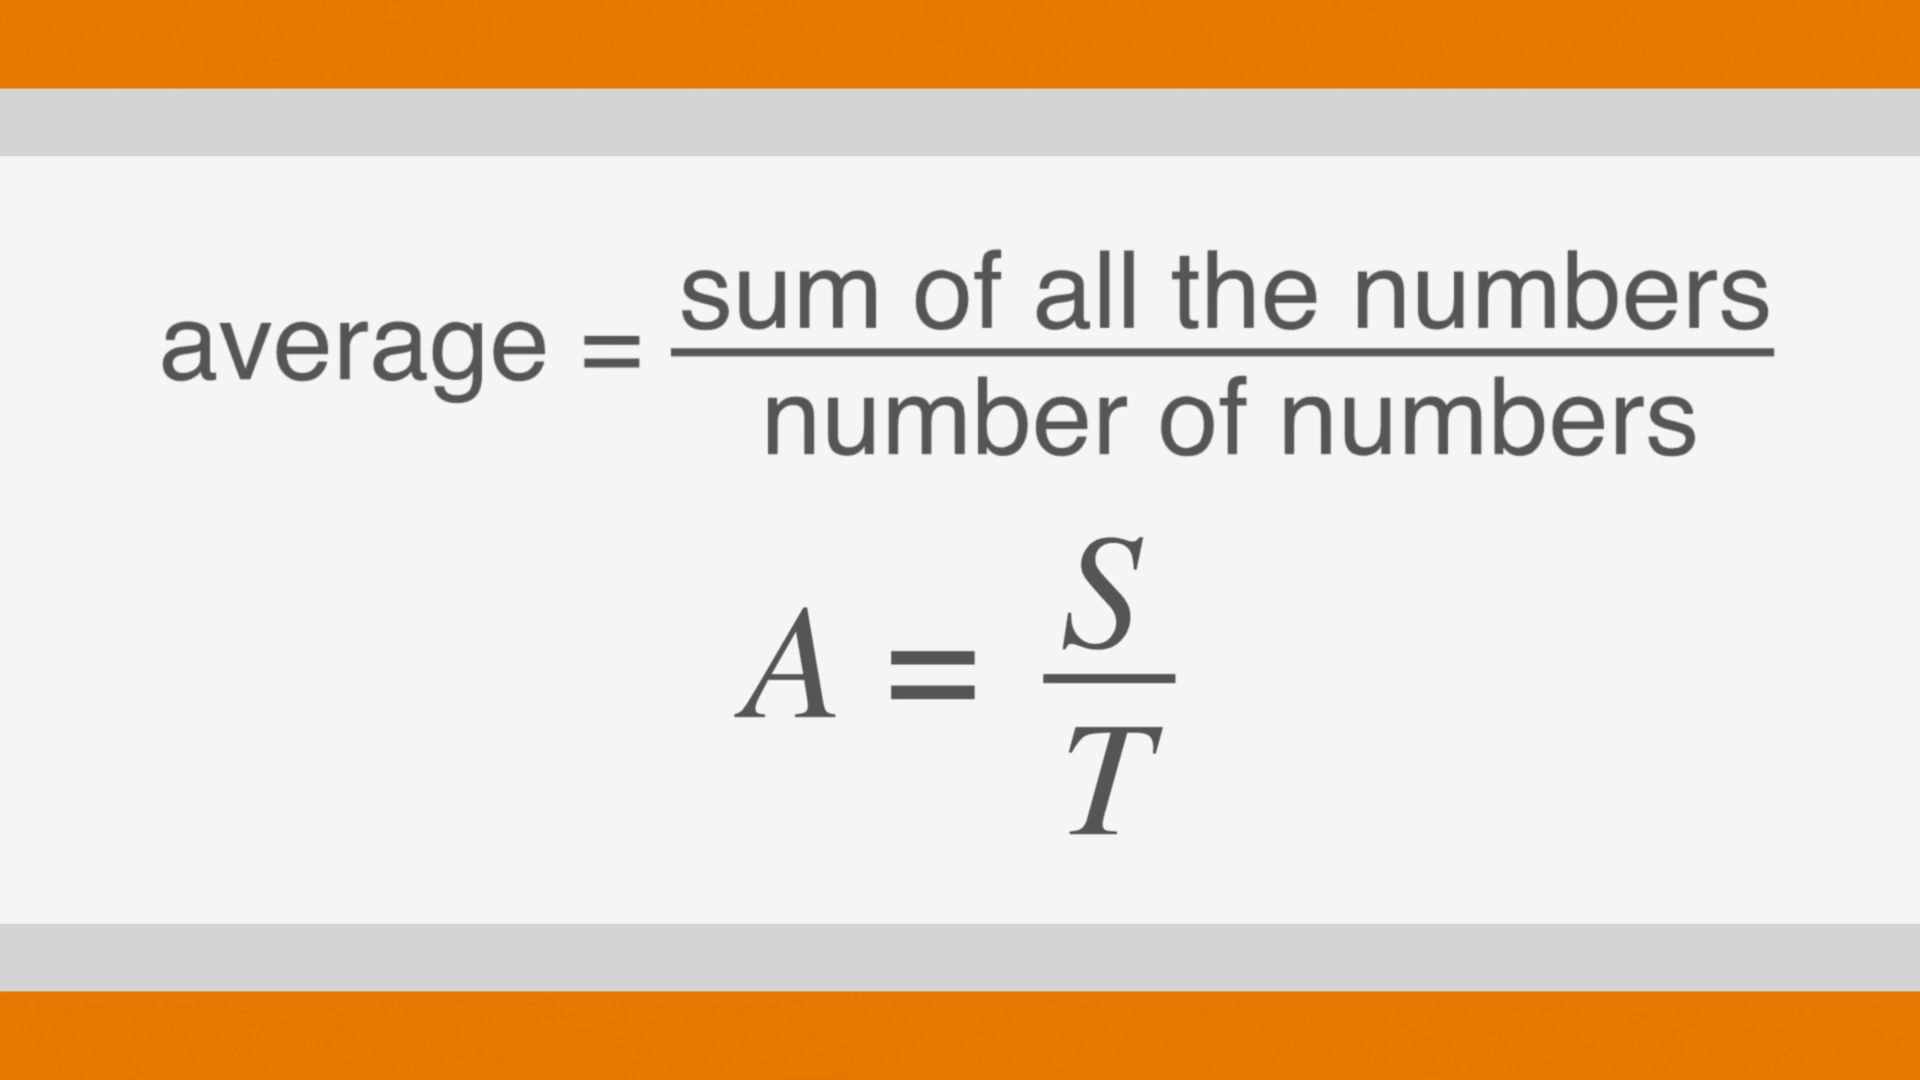 average = sum of all the numbers / number of numbers
A = S / T